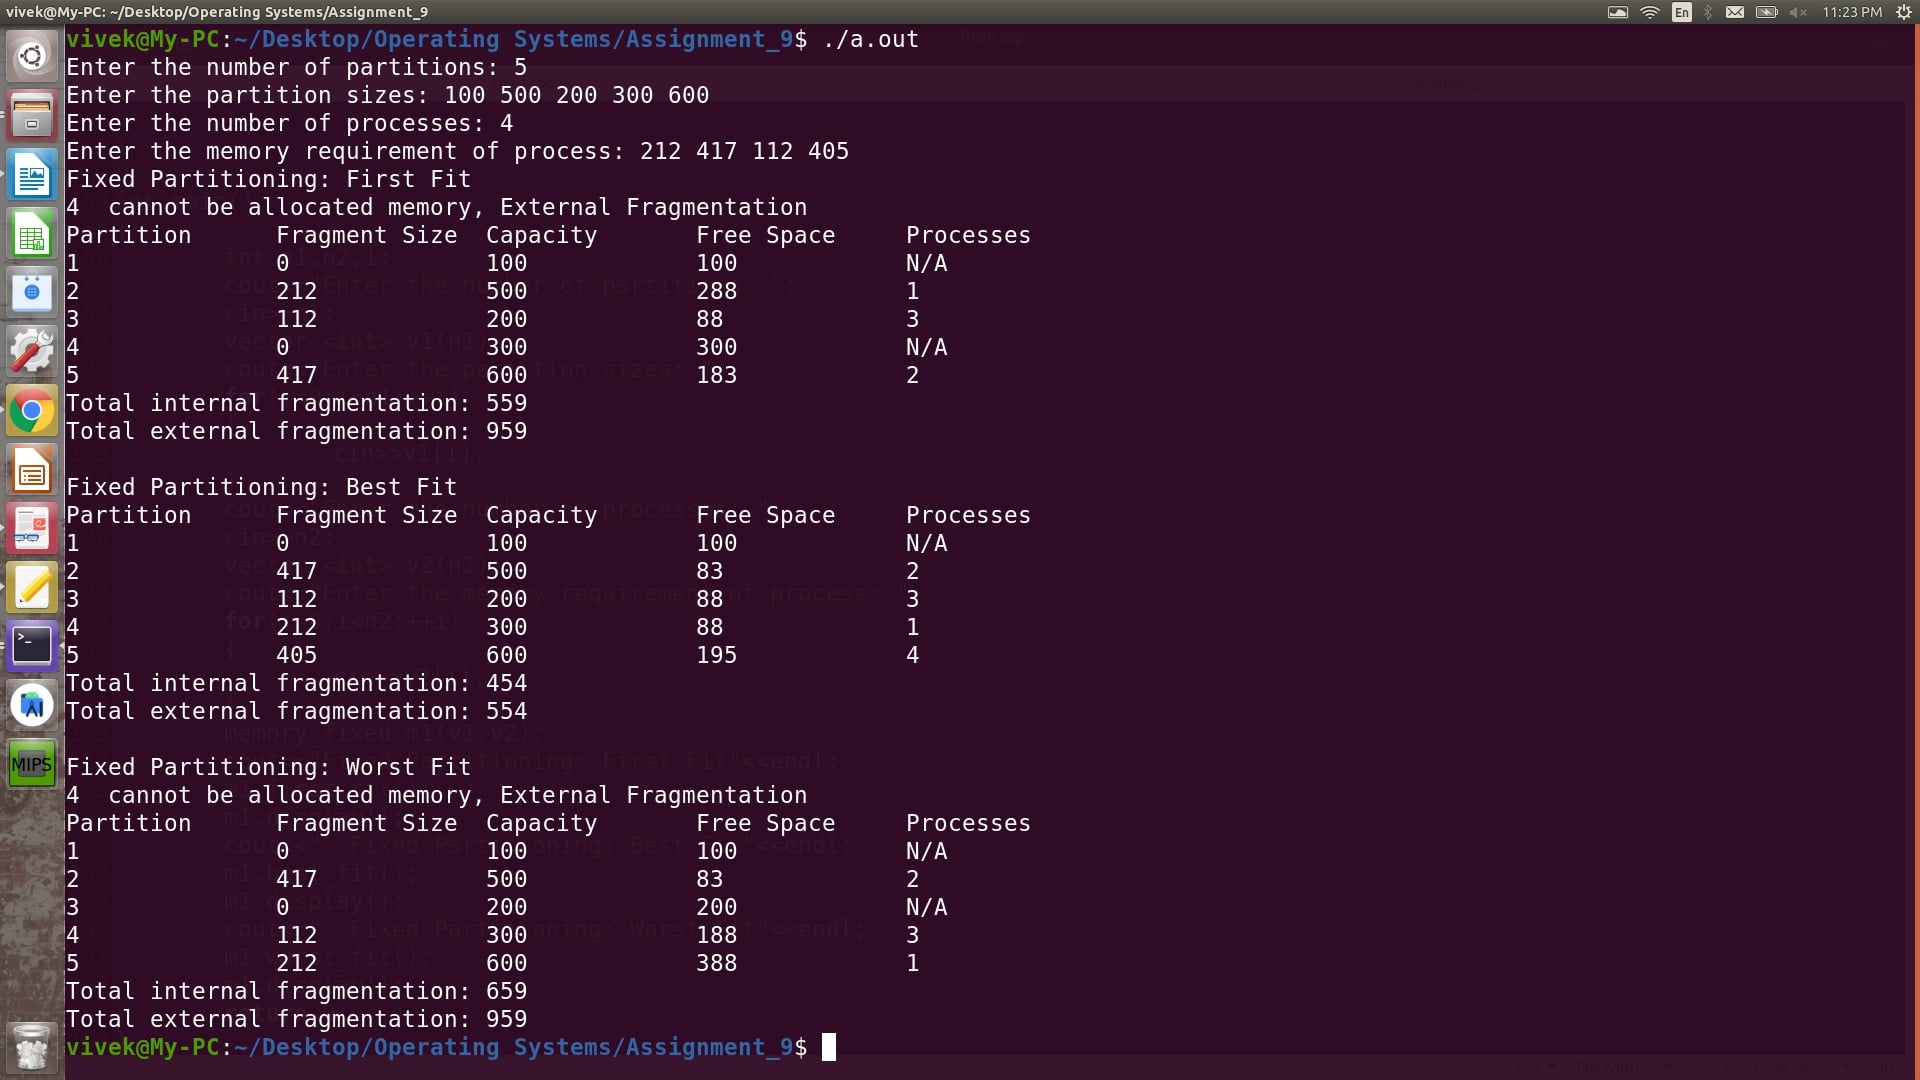 vivek@My-PC: ~/Desktop/Operating Systems/Assignment_9
En 11:23 PM
vivek@My-PC:~/Desktop/Operating Systems/Assignment_9$ ./a.out
Enter the number of partitions: 5
Enter the partition sizes: 100 500 200 300 600
Enter the number of processes: 4
Enter the memory requirement of process: 212 417 112 405
Fixed Partitioning: First Fit
4  cannot be allocated memory, External Fragmentation
Partition Fragment Size Capacity Free Space Processes
1 0 100 100 N/A
2 212 500 288 1
3 112 200 88 3
4 0 300 300 N/A
5 417 600 183 2
Total internal fragmentation: 559
Total external fragmentation: 959
Fixed Partitioning: Best Fit
Partition Fragment Size Capacity Free Space Processes
1 0 100 100 N/A
2 417 500 83 2
3 112 200 88 3
4 212 300 88 1
5 405 600 195 4
Total internal fragmentation: 454
Total external fragmentation: 554
Fixed Partitioning: Worst Fit
4  cannot be allocated memory, External Fragmentation
Partition Fragment Size Capacity Free Space Processes
1 0 100 100 N/A
2 417 500 83 2
3 0 200 200 N/A
4 112 300 188 3
5 212 600 388 1
Total internal fragmentation: 659
Total external fragmentation: 959
vivek@My-PC:~/Desktop/Operating Systems/Assignment_9$
MIPS